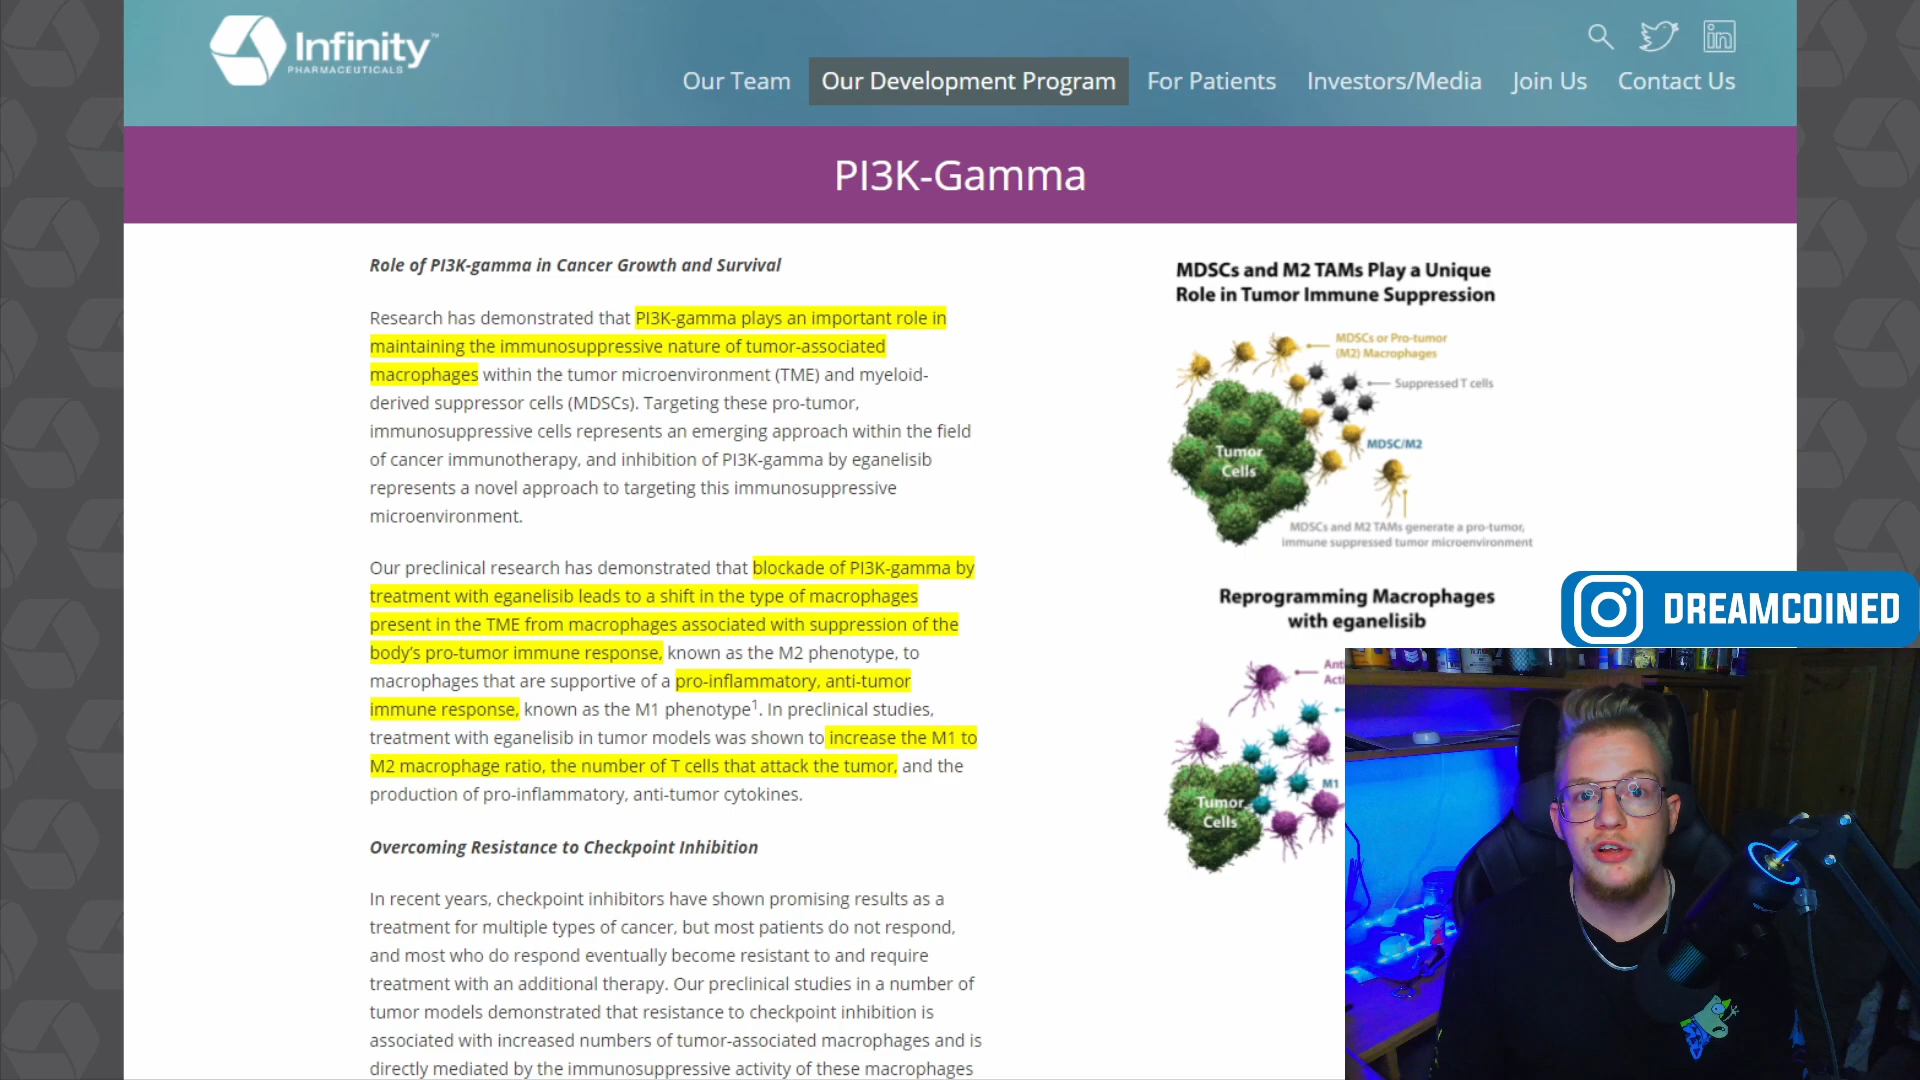 Infinity™
PHARMACEUTICALS
Our Team
Our Development Program
For Patients
Investors/Media
Join Us
Contact Us
PI3K-Gamma
Role of PI3K-gamma in Cancer Growth and Survival
Research has demonstrated that PI3K-gamma plays an important role in
maintaining the immunosuppressive nature of tumor-associated
macrophages within the tumor microenvironment (TME) and myeloid-
derived suppressor cells (MDSCs). Targeting these pro-tumor,
immunosuppressive cells represents an emerging approach within the field
of cancer immunotherapy, and inhibition of PI3K-gamma by eganelisib
represents a novel approach to targeting this immunosuppressive
microenvironment.
Our preclinical research has demonstrated that blockade of PI3K-gamma by
treatment with eganelisib leads to a shift in the type of macrophages
present in the TME from macrophages associated with suppression of the
body's pro-tumor immune response, known as the M2 phenotype, to
macrophages that are supportive of a pro-inflammatory, anti-tumor
immune response, known as the M1 phenotype1. In preclinical studies,
treatment with eganelisib in tumor models was shown to increase the M1 to
M2 macrophage ratio, the number of T cells that attack the tumor, and the
production of pro-inflammatory, anti-tumor cytokines.
Overcoming Resistance to Checkpoint Inhibition
In recent years, checkpoint inhibitors have shown promising results as a
treatment for multiple types of cancer, but most patients do not respond,
and most who do respond eventually become resistant to and require
treatment with an additional therapy. Our preclinical studies in a number of
tumor models demonstrated that resistance to checkpoint inhibition is
associated with increased numbers of tumor-associated macrophages and is
directly mediated by the immunosuppressive activity of these macrophages
MDSCs and M2 TAMs Play a Unique
Role in Tumor Immune Suppression
MDSCs or Pro-tumor
(M2) Macrophages
Suppressed T cells
MDSC/M2
Tumor
Cells
MDSCs and M2 TAMs generate a pro-tumor,
immune suppressed tumor microenvironment
Reprogramming Macrophages
with eganelisib
M1
Tumor
Cells
DREAMCOINED